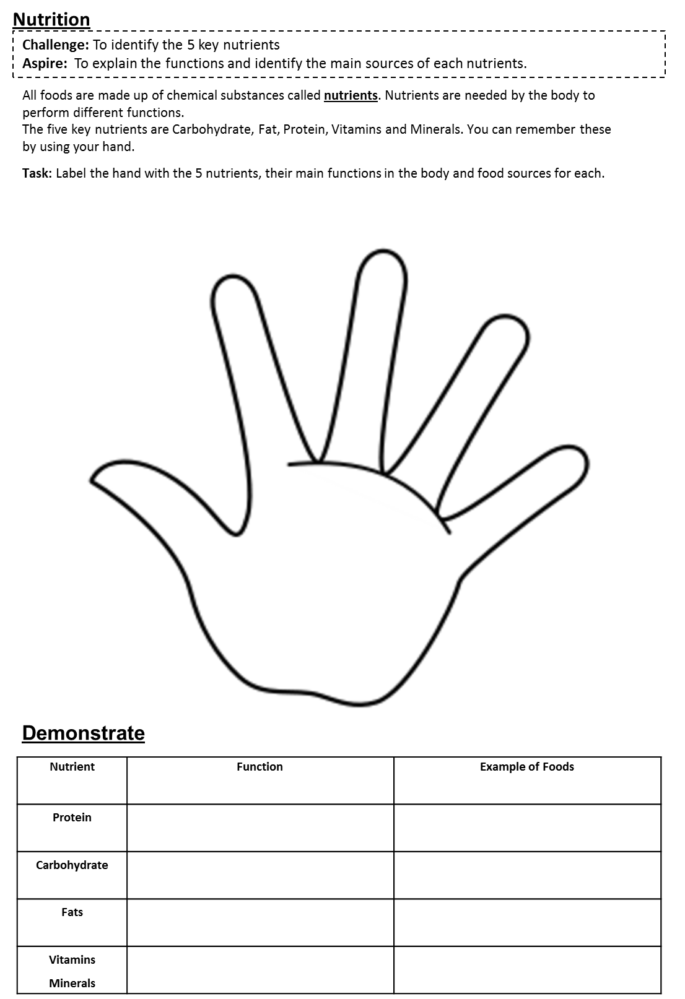 Nutrition
Challenge: To identify the 5 key nutrients
Aspire: To explain the functions and identify the main sources of each nutrients.
All foods are made up of chemical substances called nutrients. Nutrients are needed by the body to
perform different functions.
The five key nutrients are Carbohydrate, Fat, Protein, Vitamins and Minerals. You can remember these
by using your hand.
Task: Label the hand with the 5 nutrients, their main functions in the body and food sources for each.
Demonstrate
Nutrient Function Example of Foods
Protein
Carbohydrate
Fats
Vitamins
Minerals